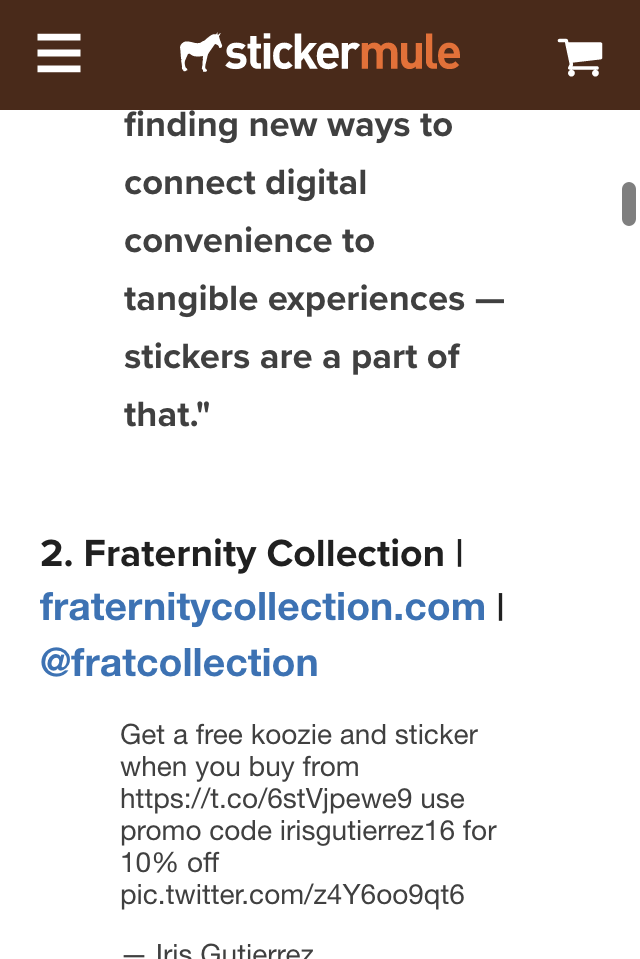 stickermule
finding new ways to
connect digital
convenience to
tangible experiences —
stickers are a part of
that."
2. Fraternity Collection |
fraternitycollection.com |
@fratcollection
Get a free koozie and sticker
when you buy from
https://t.co/6stVjpewe9 use
promo code irisgutierrez16 for
10% off
pic.twitter.com/z4Y6oo9qt6
— Iris Gutierrez